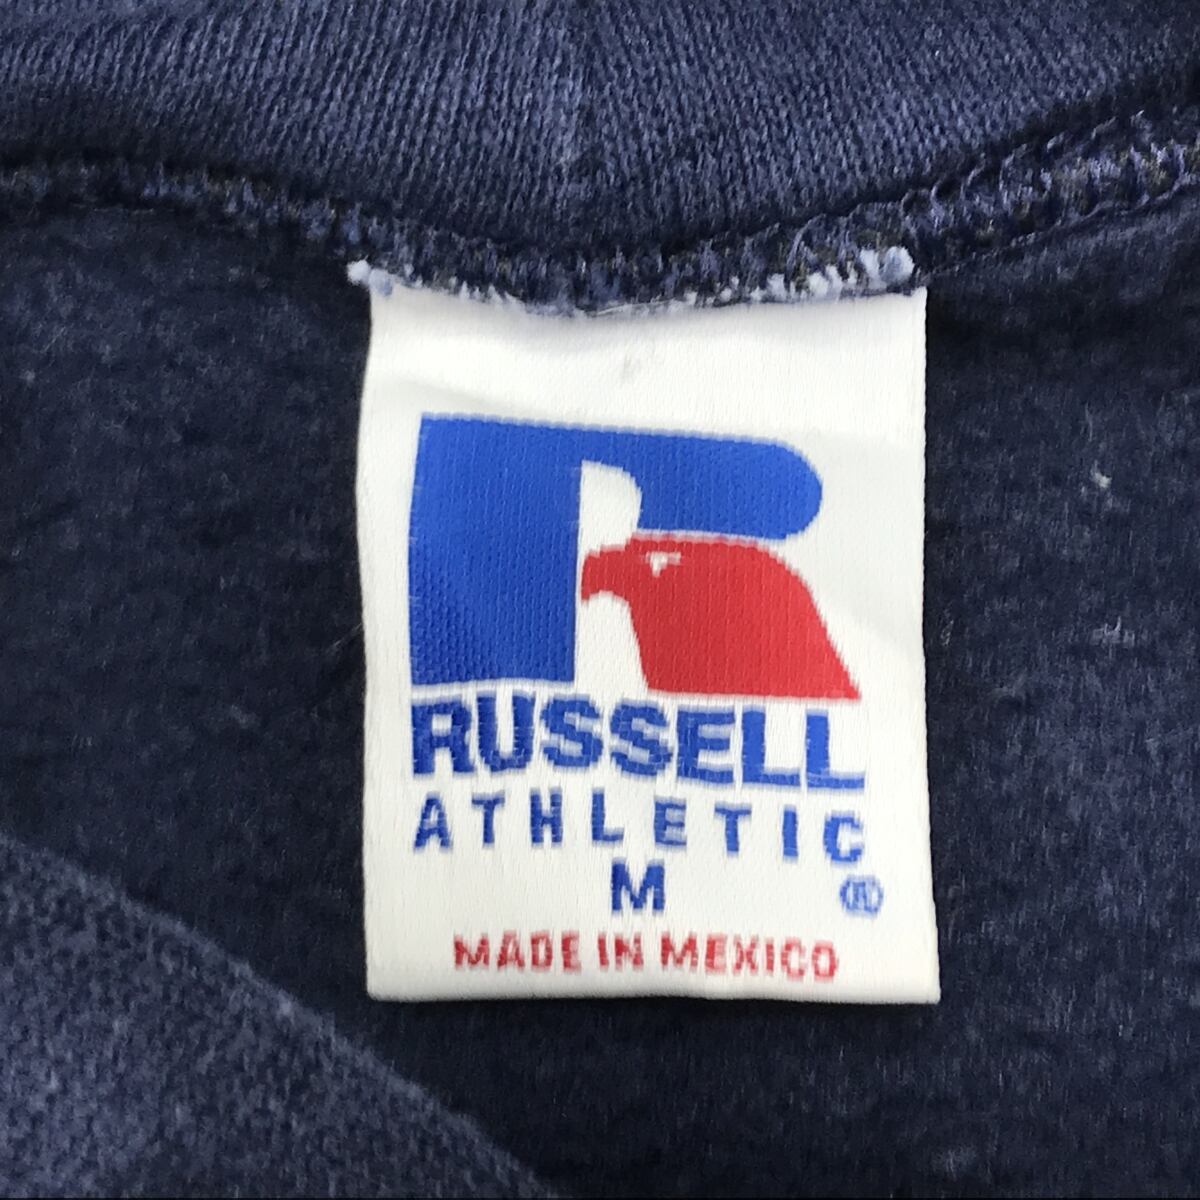 R
RUSSELL
ATHLETIC
M ®
MADE IN MEXICO